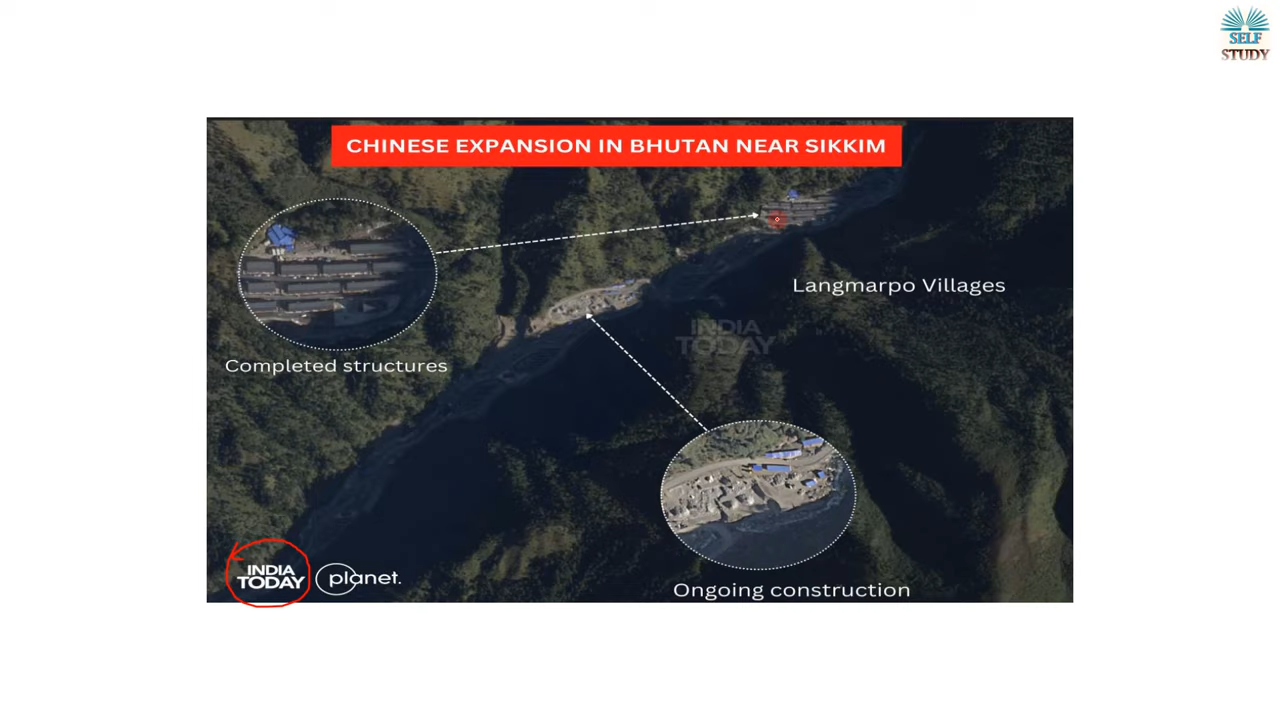 SELF
STUDY
CHINESE EXPANSION IN BHUTAN NEAR SIKKIM
Langmarpo Villages
INDIA
TODAY
Completed structures
INDIA
TODAY
planet.
Ongoing construction